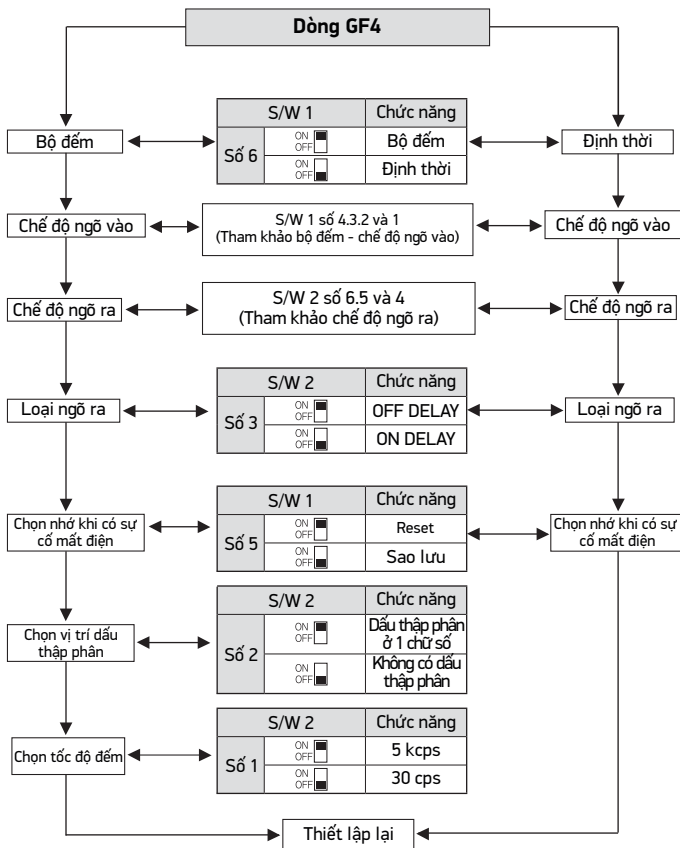 Dòng GF4
S/W 1 Chức năng
Bộ đếm Số 6 ON OFF Bộ đếm Định thời
ON OFF Định thời
Chế độ ngõ vào S/W 1 số 4.3.2 và 1 Chế độ ngõ vào
(Tham khảo bộ đếm - chế độ ngõ vào)
Chế độ ngõ ra S/W 2 số 6.5 và 4 Chế độ ngõ ra
(Tham khảo chế độ ngõ ra)
S/W 2 Chức năng
Loại ngõ ra Số 3 ON OFF OFF DELAY Loại ngõ ra
ON OFF ON DELAY
S/W 1 Chức năng
Chọn nhớ khi có sự Số 5 ON OFF Reset Chọn nhớ khi có sự
cố mất điện ON OFF Sao lưu cố mất điện
S/W 2 Chức năng
Chọn vị trí dấu Số 2 ON OFF Dấu thập phân
ở 1 chữ số
thập phân ON OFF Không có dấu
thập phân
S/W 2 Chức năng
Chọn tốc độ đếm Số 1 ON OFF 5 kcps
ON OFF 30 cps
Thiết lập lại